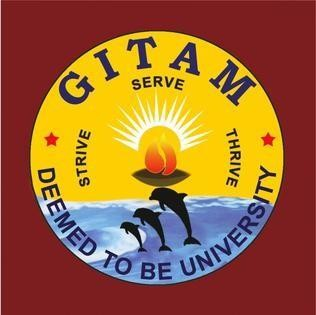 GITAM
STRIVE
SERVE
THRIVE
DEEMED TO BE UNIVERSITY